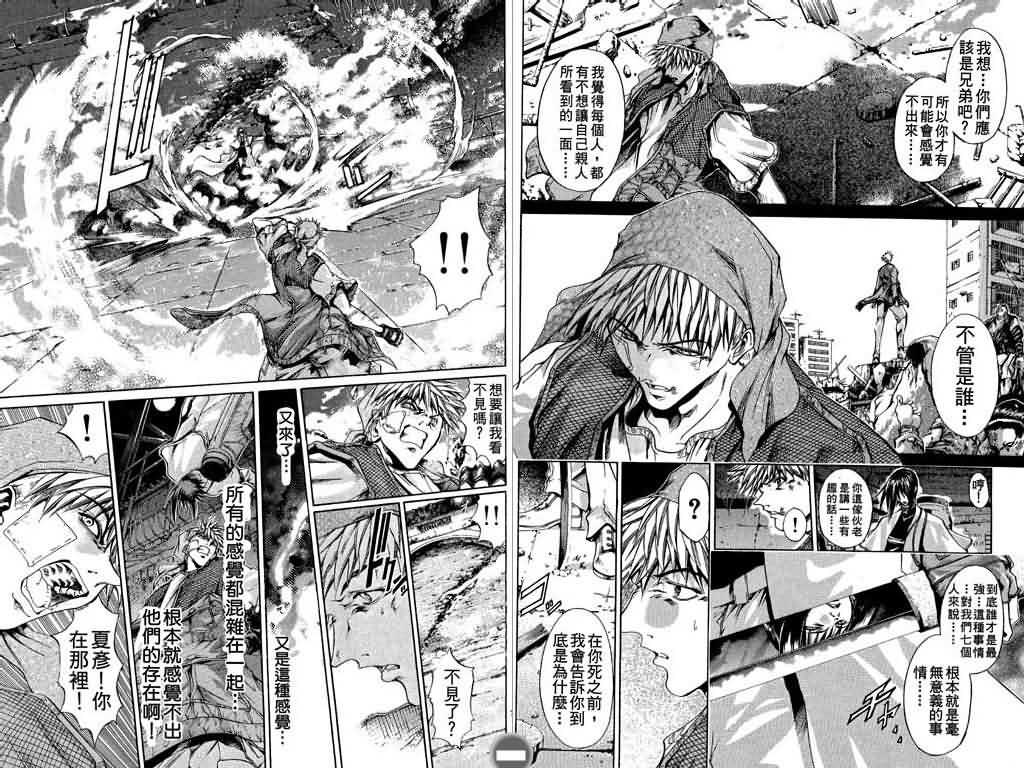 我想…你們應
該是兄弟吧？
所以你才有
可能會感覺
不出來……
我覺得每個人，都
有不想讓自己親人
所看到的一面……
不管是誰…
哼！
你這傢伙老
是講一些有
趣的話……
！
到底誰才是最
強…這種事情
…對我們七個
人來說……
根本就是毫
無意義的事
情……
？
在你死之前，
我會告訴你到
底是為什麼…
！！
想要讓我看
不見嗎？
！！
不見了？
又來了…
又是這種感覺…
所有的感覺都混雜在一起…
根本就感覺不出
他們的存在啊！
！
夏彥！你
在那裡！